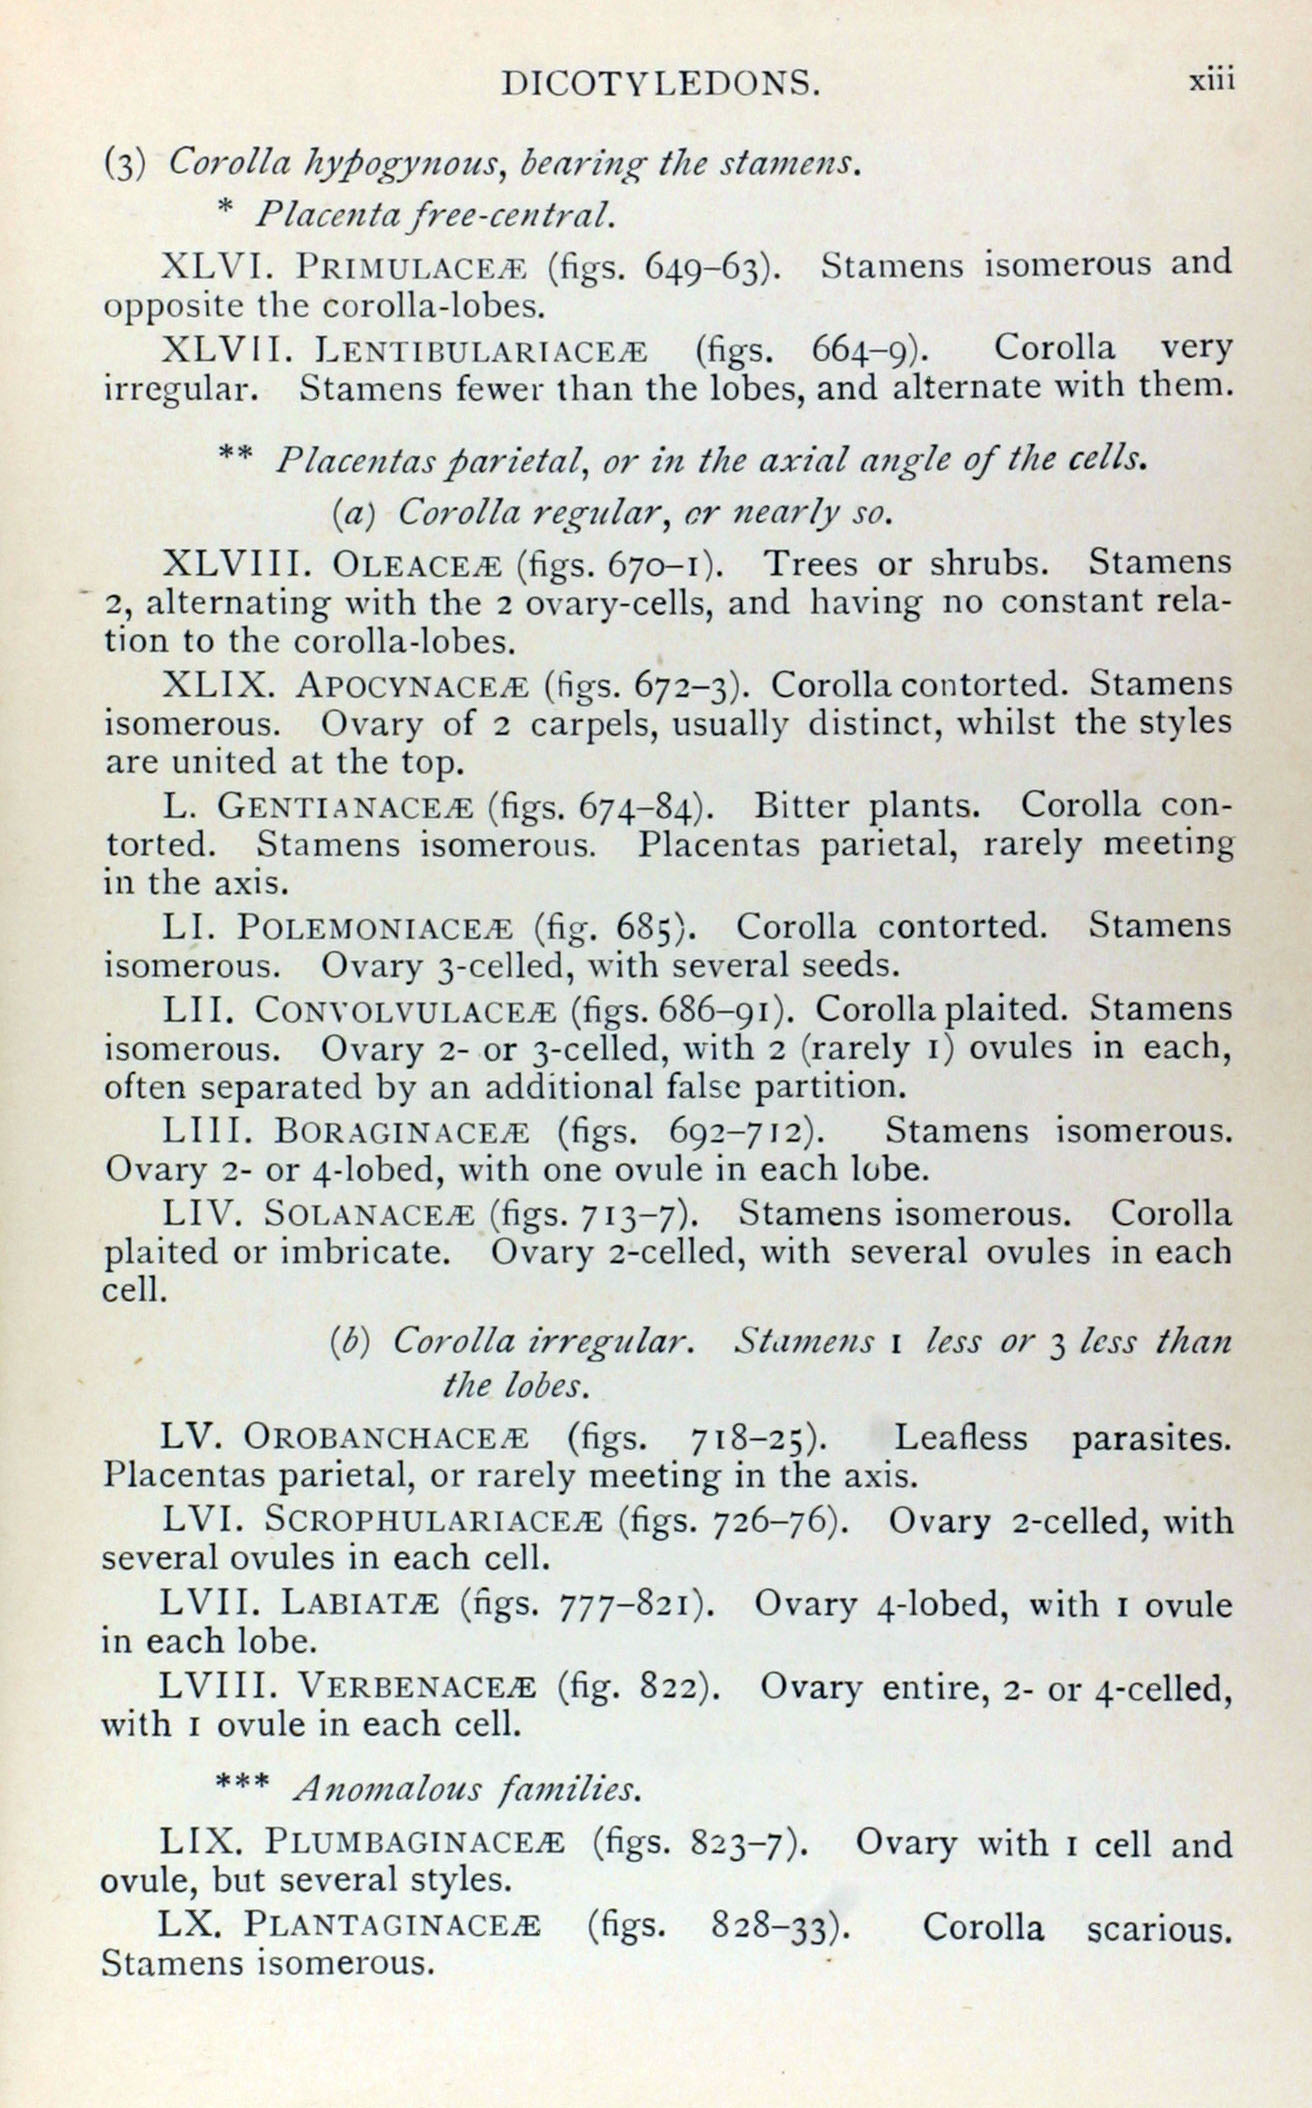 DICOTYLEDONS. xiii
(3) Corolla hypogynous, bearing the stamens.
* Placenta free-central.
XLVI. PRIMULACEÆ (figs. 649–63). Stamens isomerous and
opposite the corolla-lobes.
XLVII. LENTIBULARIACEÆ (figs. 664–9). Corolla very
irregular. Stamens fewer than the lobes, and alternate with them.
** Placentas parietal, or in the axial angle of the cells.
(a) Corolla regular, or nearly so.
XLVIII. OLEACEÆ (figs. 670–1). Trees or shrubs. Stamens
2, alternating with the 2 ovary-cells, and having no constant rela-
tion to the corolla-lobes.
XLIX. APOCYNACEÆ (figs. 672–3). Corolla contorted. Stamens
isomerous. Ovary of 2 carpels, usually distinct, whilst the styles
are united at the top.
L. GENTIANACEÆ (figs. 674–84). Bitter plants. Corolla con-
torted. Stamens isomerous. Placentas parietal, rarely meeting
in the axis.
LI. POLEMONIACEÆ (fig. 685). Corolla contorted. Stamens
isomerous. Ovary 3-celled, with several seeds.
LII. CONVOLVULACEÆ (figs. 686–91). Corolla plaited. Stamens
isomerous. Ovary 2- or 3-celled, with 2 (rarely 1) ovules in each,
often separated by an additional false partition.
LIII. BORAGINACEÆ (figs. 692–712). Stamens isomerous.
Ovary 2- or 4-lobed, with one ovule in each lobe.
LIV. SOLANACEÆ (figs. 713–7). Stamens isomerous. Corolla
plaited or imbricate. Ovary 2-celled, with several ovules in each
cell.
(b) Corolla irregular. Stamens 1 less or 3 less than
the lobes.
LV. OROBANCHACEÆ (figs. 718–25). Leafless parasites.
Placentas parietal, or rarely meeting in the axis.
LVI. SCROPHULARIACEÆ (figs. 726–76). Ovary 2-celled, with
several ovules in each cell.
LVII. LABIATÆ (figs. 777–821). Ovary 4-lobed, with 1 ovule
in each lobe.
LVIII. VERBENACEÆ (fig. 822). Ovary entire, 2- or 4-celled,
with 1 ovule in each cell.
*** Anomalous families.
LIX. PLUMBAGINACEÆ (figs. 823–7). Ovary with 1 cell and
ovule, but several styles.
LX. PLANTAGINACEÆ (figs. 828–33). Corolla scarious.
Stamens isomerous.